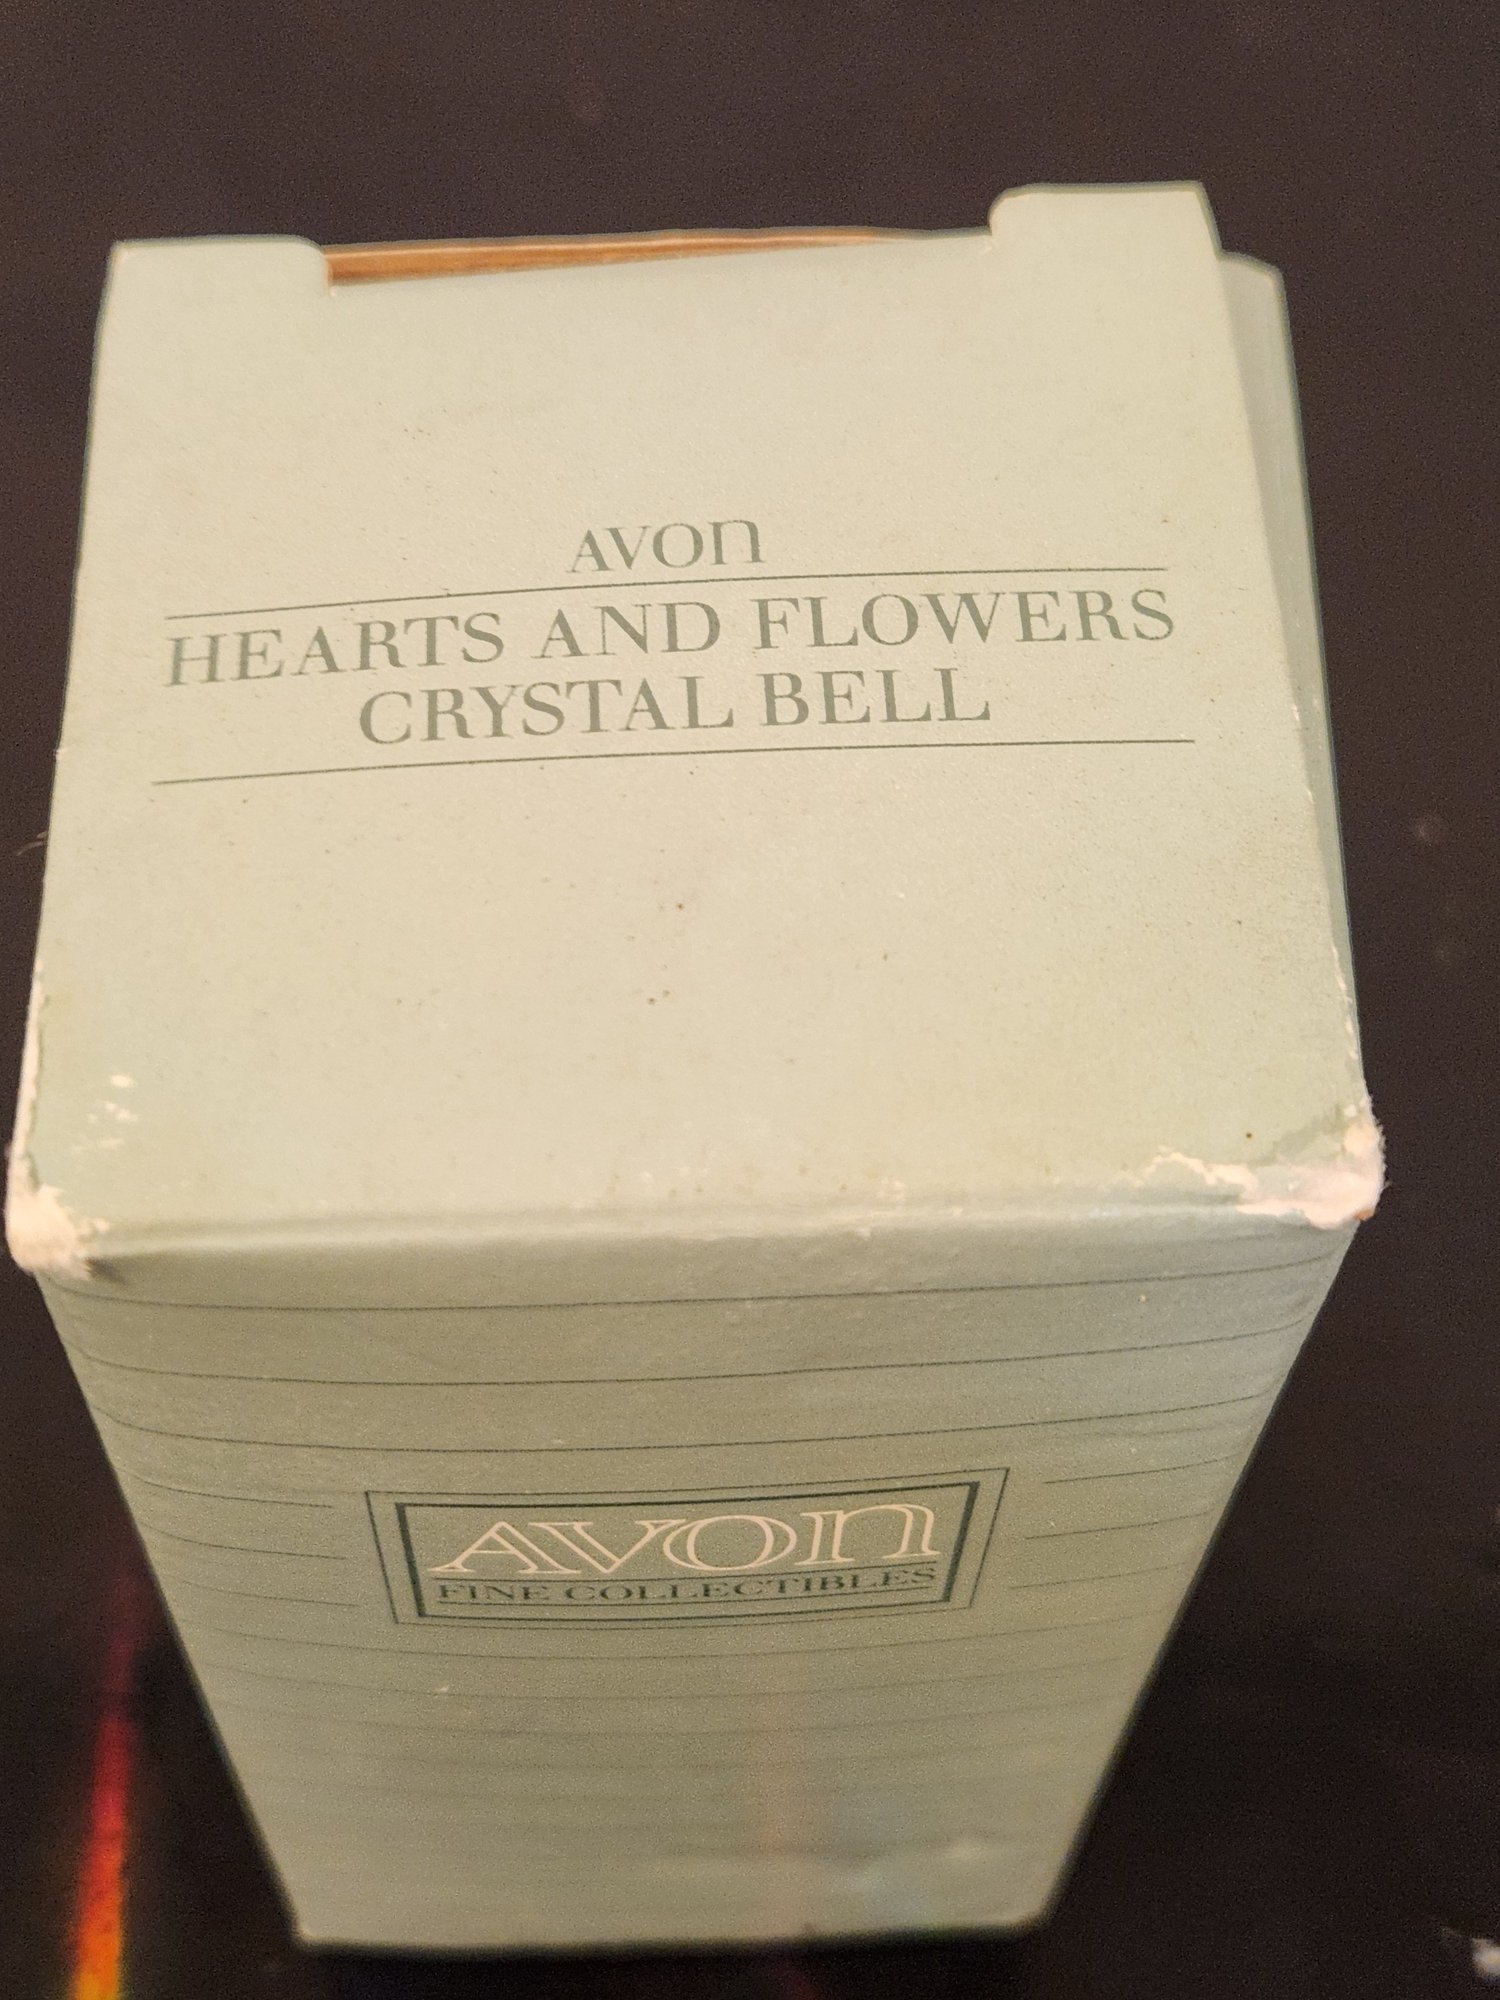 AVON
HEARTS AND FLOWERS
CRYSTAL BELL
AVON
FINE COLLECTIBLES